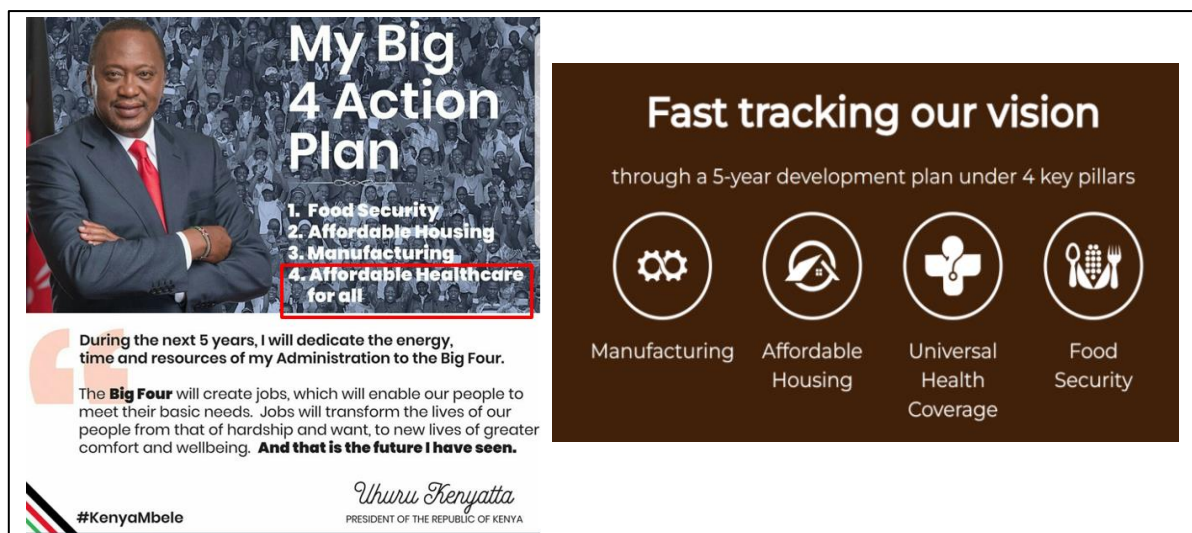 My Big
4 Action
Plan
1. Food Security
2. Affordable Housing
3. Manufacturing
4. Affordable Healthcare
for all
During the next 5 years, I will dedicate the energy,
time and resources of my Administration to the Big Four.
The Big Four will create jobs, which will enable our people to
meet their basic needs. Jobs will transform the lives of our
people from that of hardship and want, to new lives of greater
comfort and wellbeing. And that is the future I have seen.
Uhuru Kenyatta
PRESIDENT OF THE REPUBLIC OF KENYA
#KenyaMbele
Fast tracking our vision
through a 5-year development plan under 4 key pillars
Manufacturing
Affordable
Housing
Universal
Health
Coverage
Food
Security